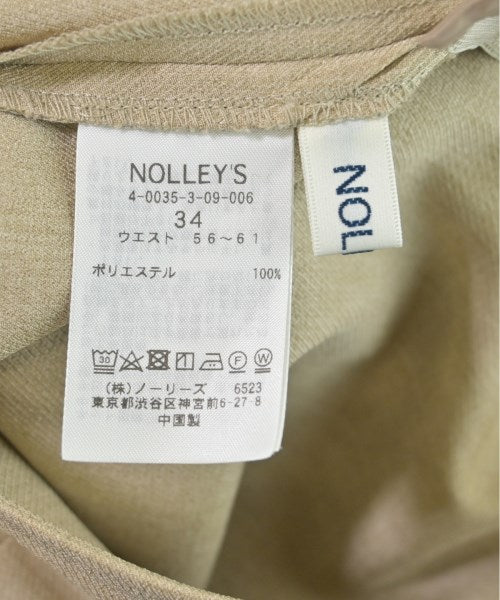 NOLLEY'S
4-0035-3-09-006
34
ウエスト 56～61
ポリエステル 100%
30 F W
(株)ノーリーズ 6523
東京都渋谷区神宮前6-27-8
中国製
NOLL